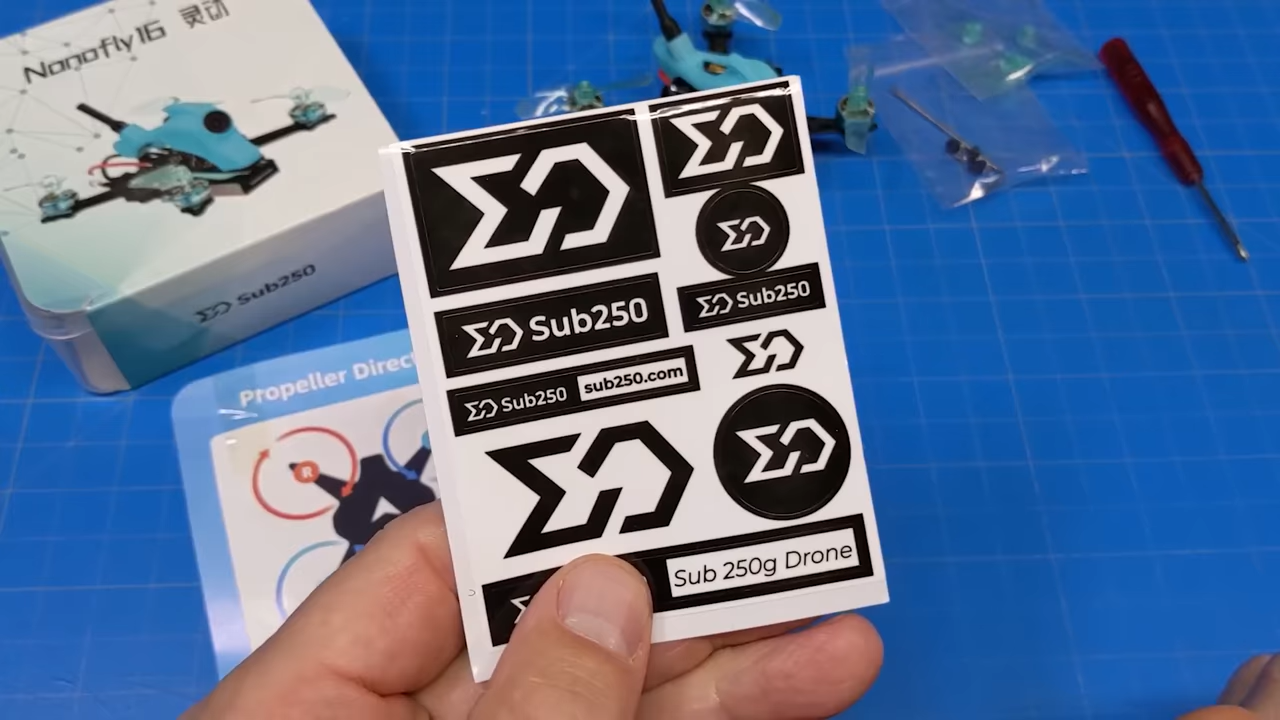 Nanofly16 灵动
Sub250
Propeller Direct
R
Sub250
Sub250
Sub250
sub250.com
Sub 250g Drone